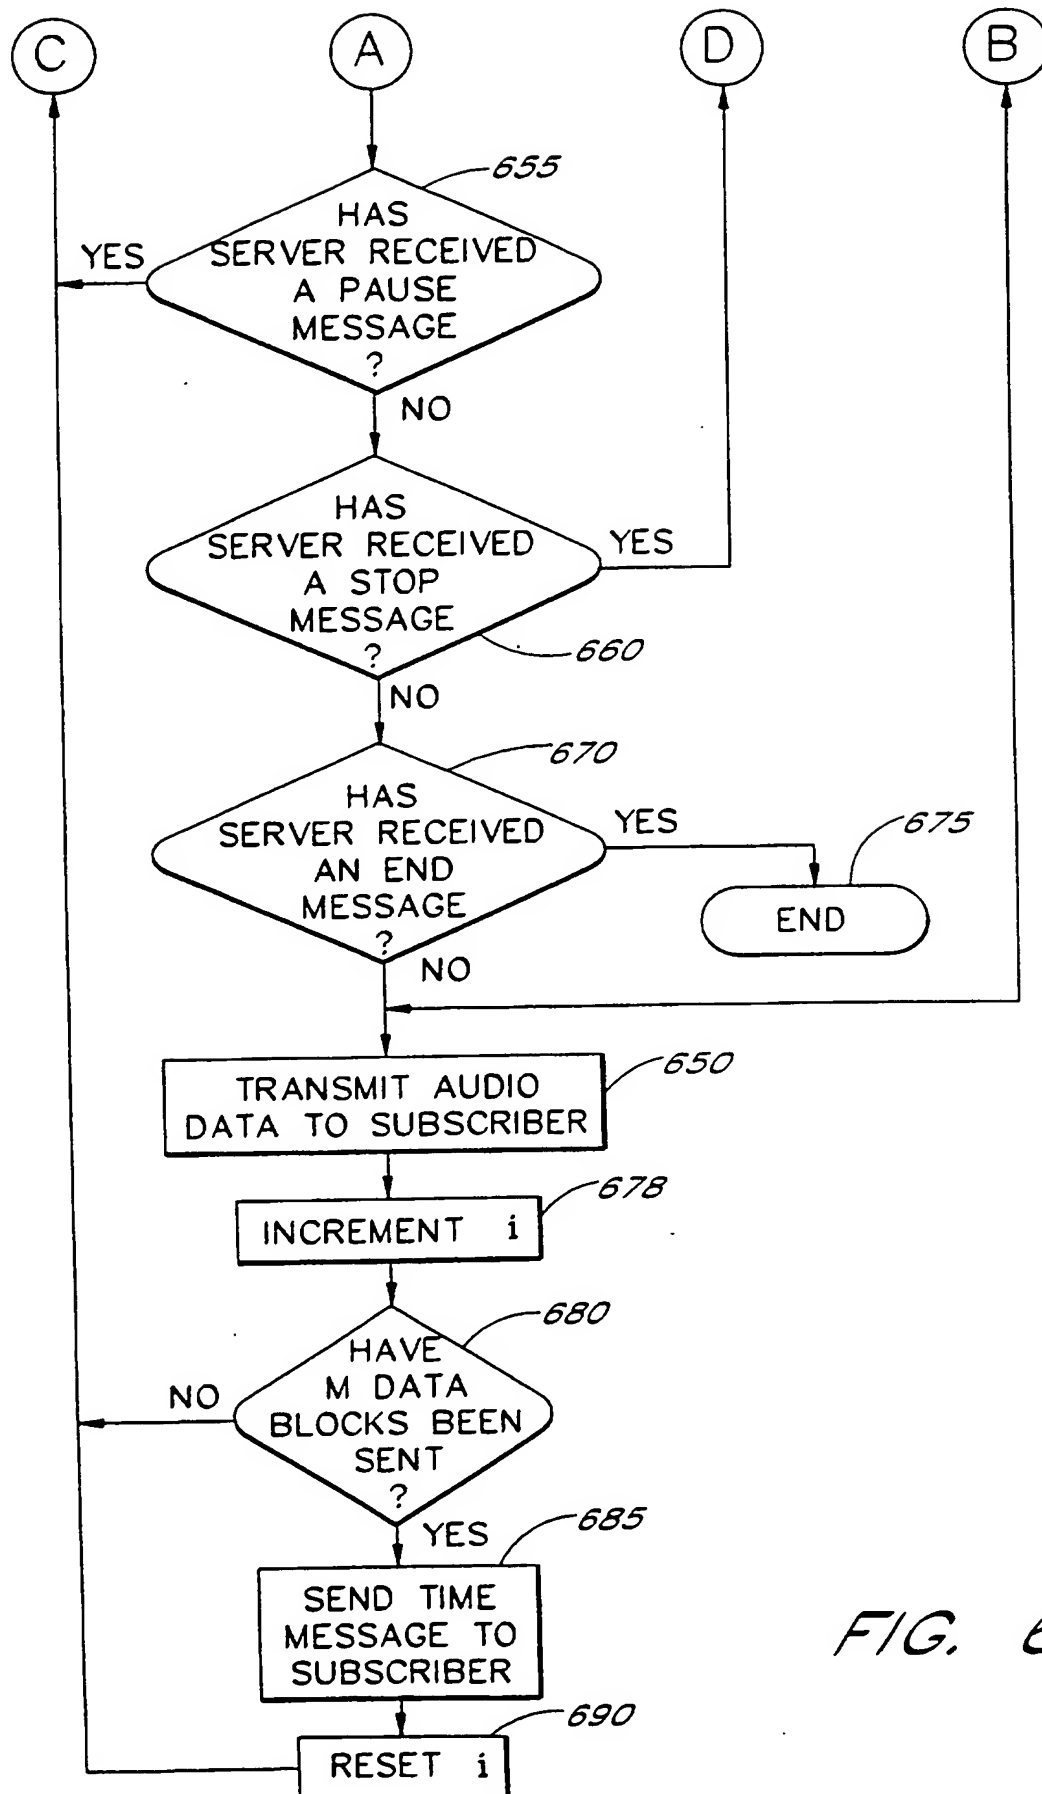 C
A
D
B
655
HAS
SERVER RECEIVED
A PAUSE
MESSAGE
?
YES
NO
HAS
SERVER RECEIVED
A STOP
MESSAGE
?
YES
660
NO
670
HAS
SERVER RECEIVED
AN END
MESSAGE
?
YES
675
END
NO
650
TRANSMIT AUDIO
DATA TO SUBSCRIBER
678
INCREMENT i
680
HAVE
M DATA
BLOCKS BEEN
SENT
?
NO
YES
685
SEND TIME
MESSAGE TO
SUBSCRIBER
690
RESET i
FIG. 6